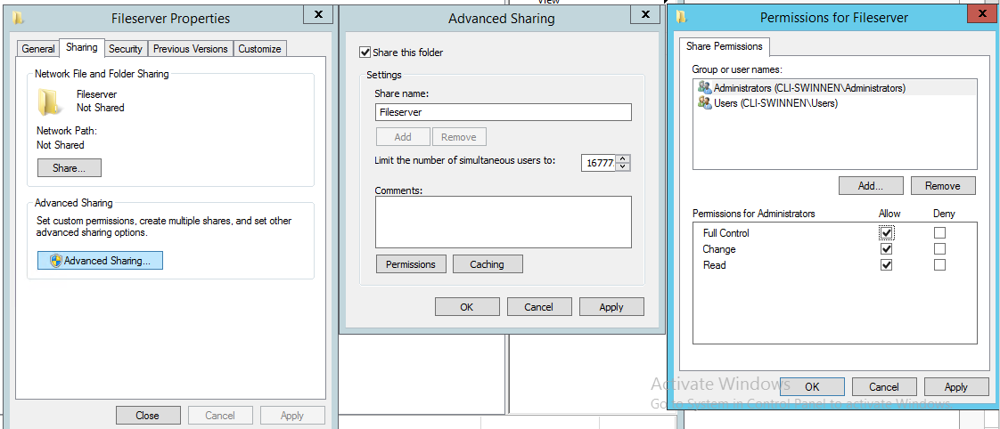 View
Fileserver Properties
x
General
Sharing
Security
Previous Versions
Customize
Network File and Folder Sharing
Fileserver
Not Shared
Network Path:
Not Shared
Share...
Advanced Sharing
Set custom permissions, create multiple shares, and set other
advanced sharing options.
Advanced Sharing...
Close
Cancel
Apply
Advanced Sharing
x
Share this folder
Settings
Share name:
Fileserver
Add
Remove
Limit the number of simultaneous users to:
16777
Comments:
Permissions
Caching
OK
Cancel
Apply
Permissions for Fileserver
x
Share Permissions
Group or user names:
Administrators (CLI-SWINNEN\Administrators)
Users (CLI-SWINNEN\Users)
Add...
Remove
Permissions for Administrators Allow Deny
Full Control
Change
Read
OK
Cancel
Apply
Activate Windows
Go to System in Control Panel to activate Windows.